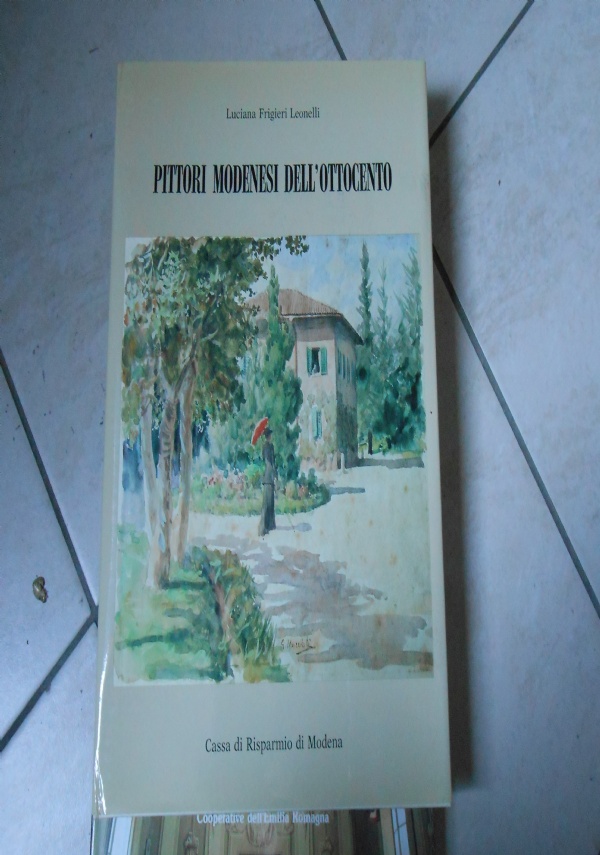 Luciana Frigieri Leonelli
PITTORI MODENESI DELL'OTTOCENTO
Cassa di Risparmio di Modena
Cooperative dell'Emilia Romagna